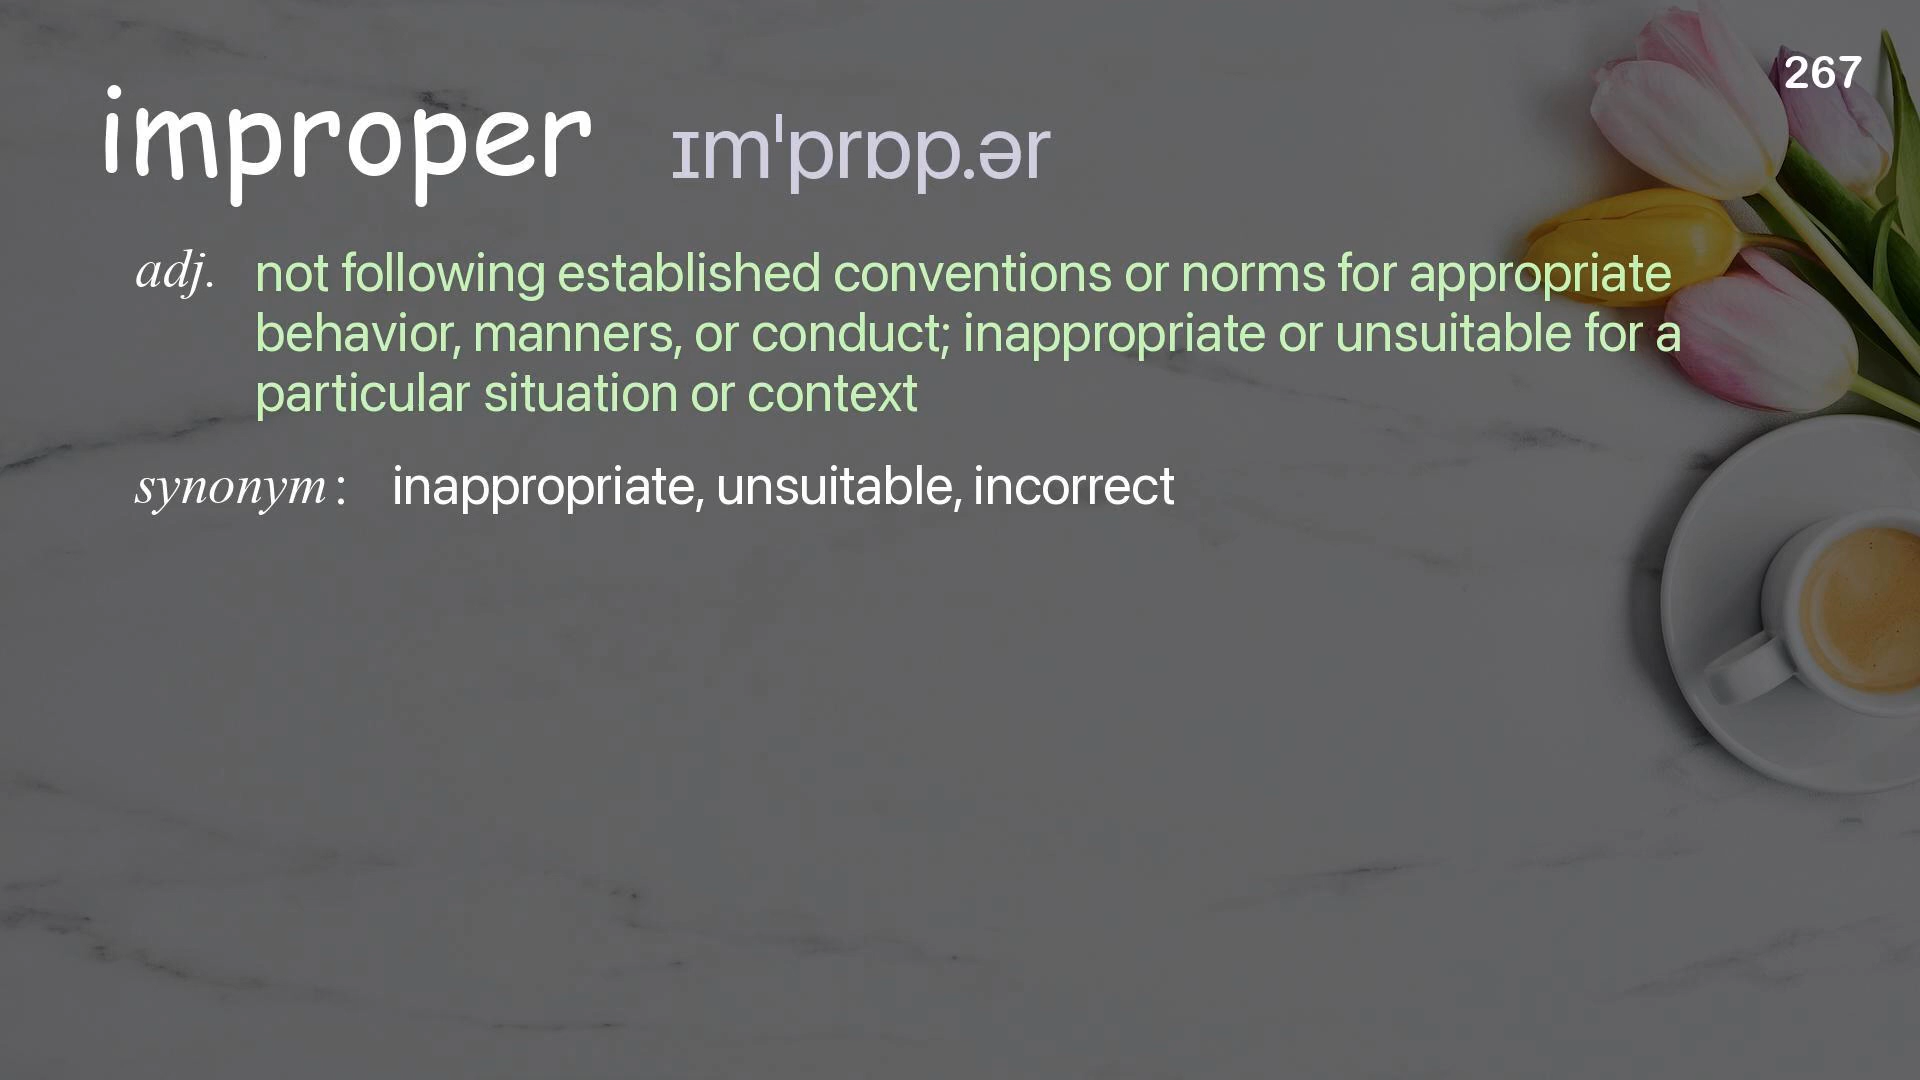 267
improper ɪmˈprɒp.ər
adj. not following established conventions or norms for appropriate
behavior, manners, or conduct; inappropriate or unsuitable for a
particular situation or context
synonym : inappropriate, unsuitable, incorrect